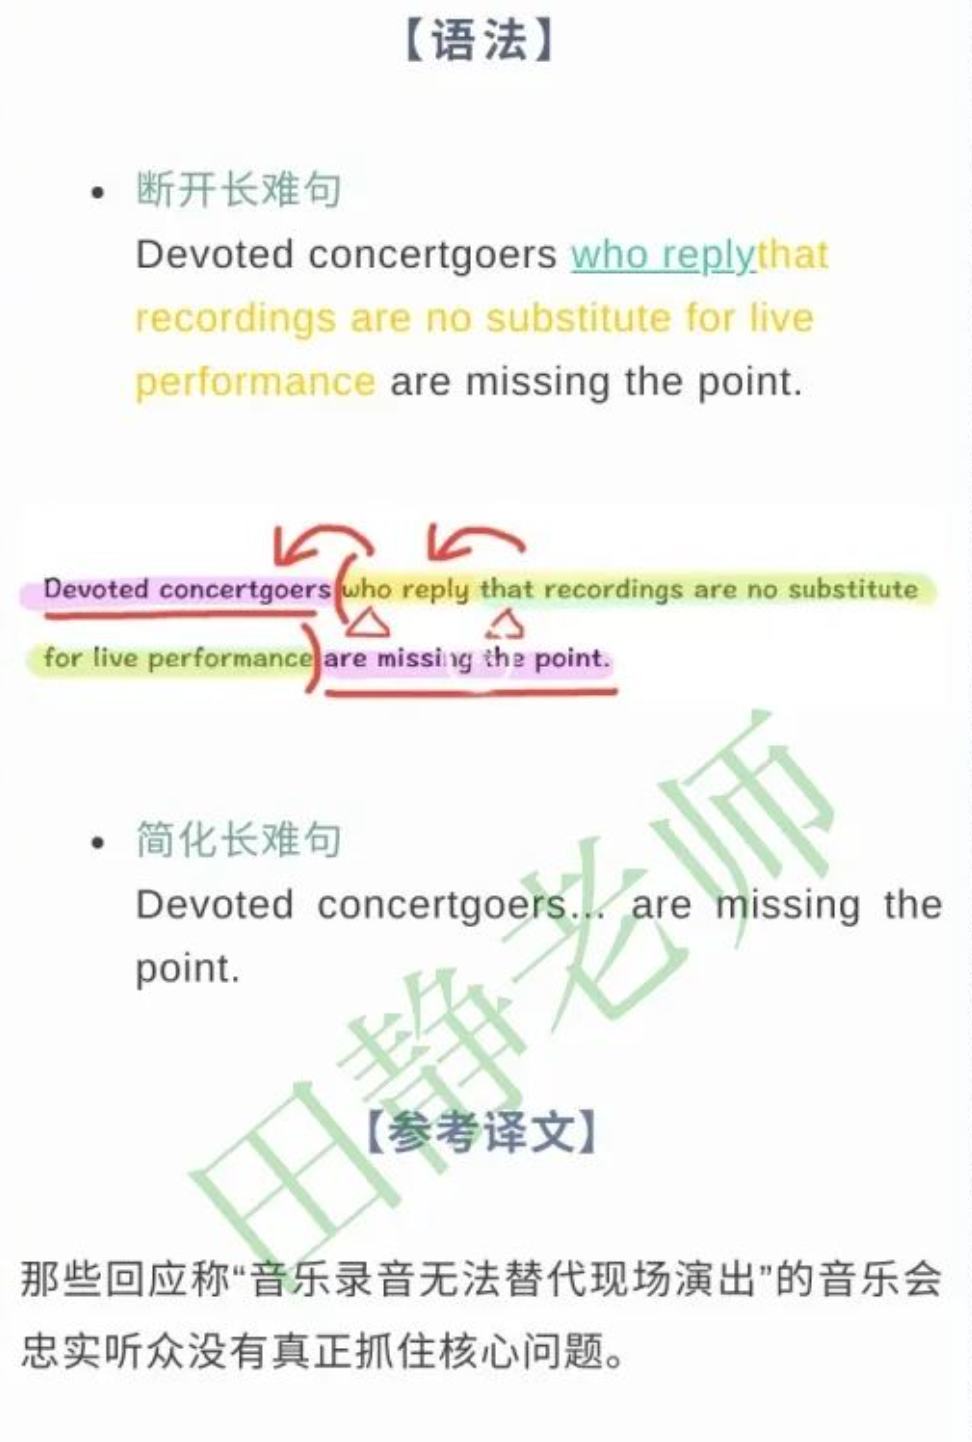 【语法】
• 断开长难句
Devoted concertgoers who replythat
recordings are no substitute for live
performance are missing the point.
Devoted concertgoers (who reply that recordings are no substitute
for live performance) are missing the point.
• 简化长难句
Devoted concertgoers... are missing the
point.
田静老师
【参考译文】
那些回应称“音乐录音无法替代现场演出”的音乐会
忠实听众没有真正抓住核心问题。